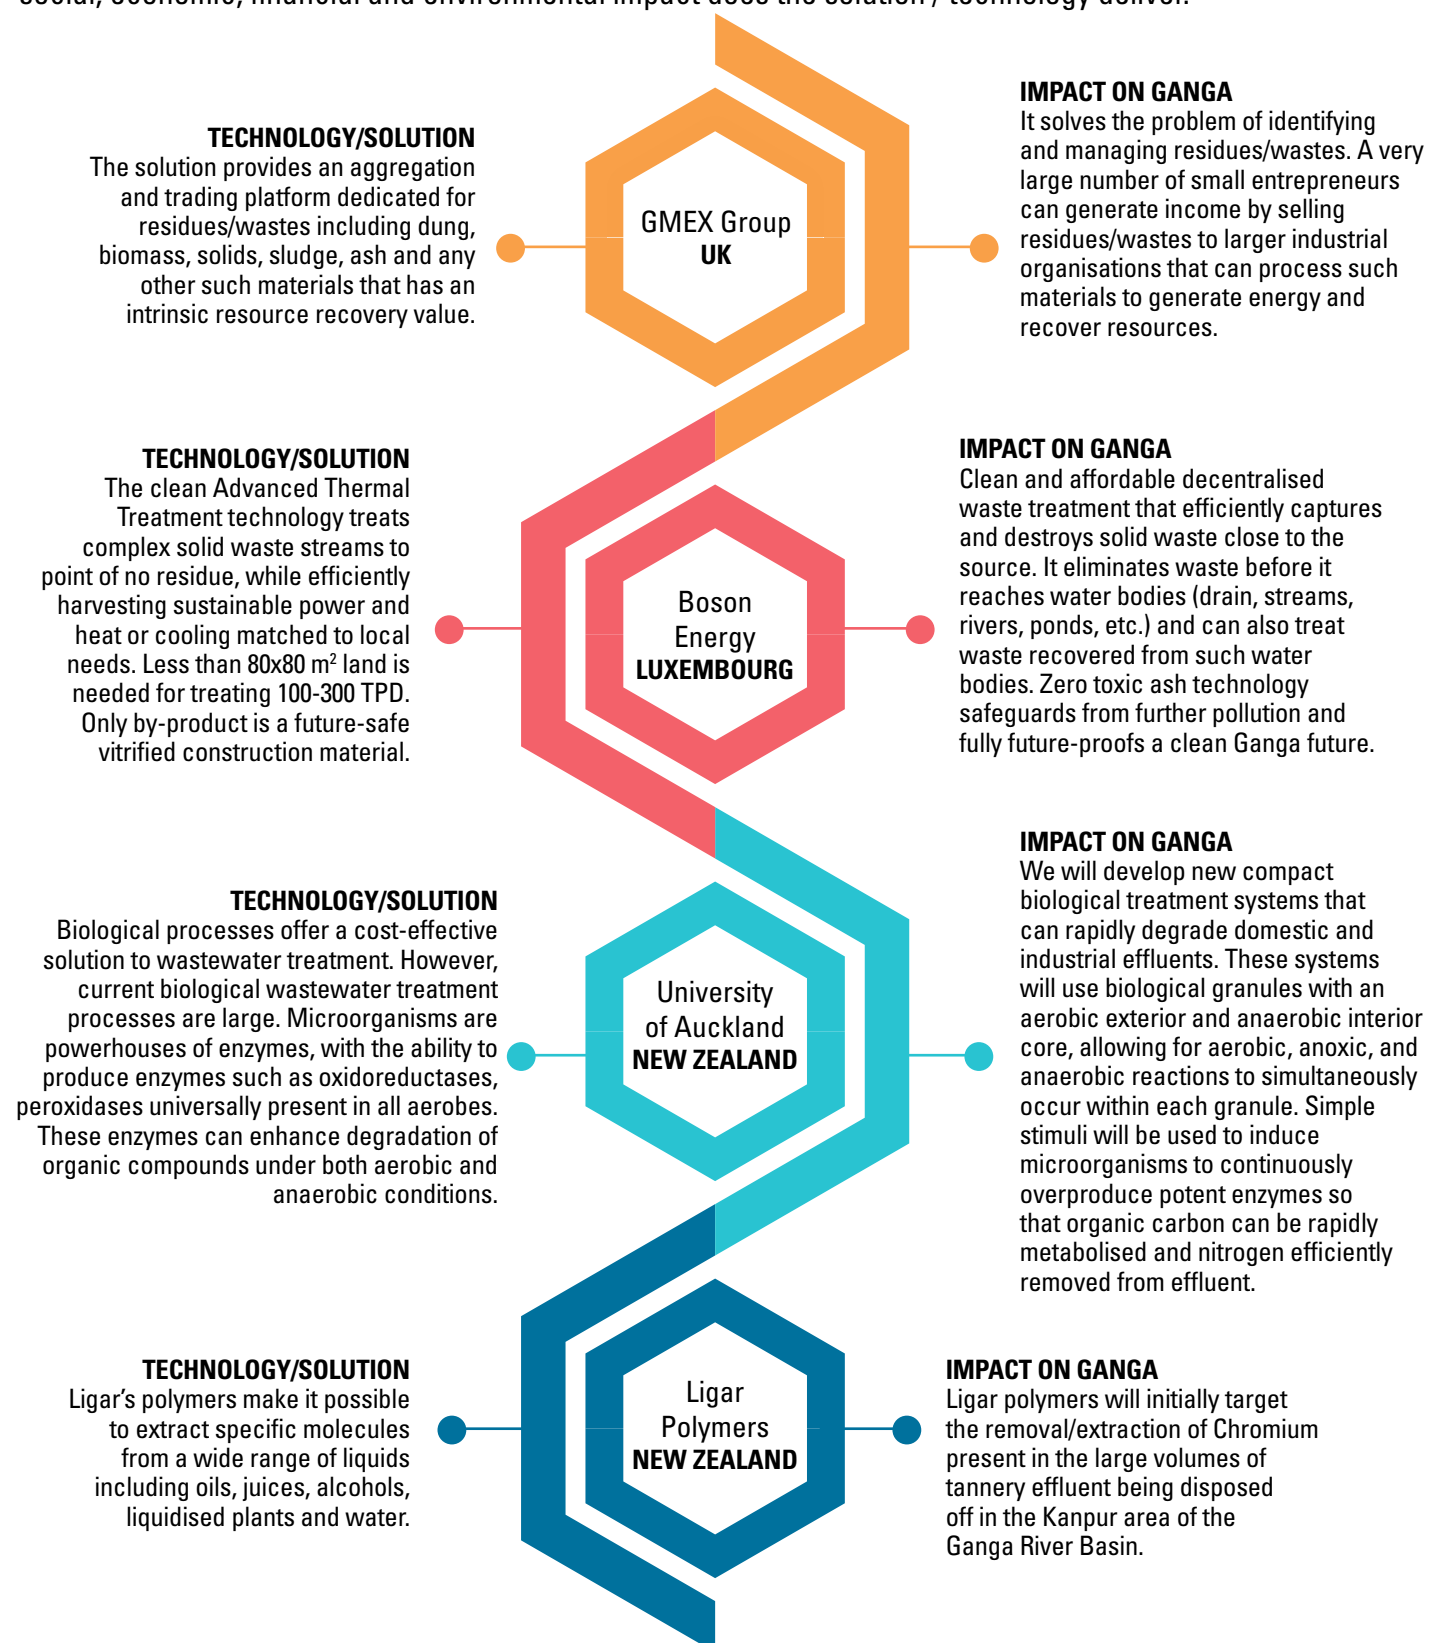 social, economic, financial and environmental impact does the solution / technology deliver.
TECHNOLOGY/SOLUTION
The solution provides an aggregation
and trading platform dedicated for
residues/wastes including dung,
biomass, solids, sludge, ash and any
other such materials that has an
intrinsic resource recovery value.
GMEX Group
UK
IMPACT ON GANGA
It solves the problem of identifying
and managing residues/wastes. A very
large number of small entrepreneurs
can generate income by selling
residues/wastes to larger industrial
organisations that can process such
materials to generate energy and
recover resources.
TECHNOLOGY/SOLUTION
The clean Advanced Thermal
Treatment technology treats
complex solid waste streams to
point of no residue, while efficiently
harvesting sustainable power and
heat or cooling matched to local
needs. Less than 80x80 m² land is
needed for treating 100-300 TPD.
Only by-product is a future-safe
vitrified construction material.
Boson
Energy
LUXEMBOURG
IMPACT ON GANGA
Clean and affordable decentralised
waste treatment that efficiently captures
and destroys solid waste close to the
source. It eliminates waste before it
reaches water bodies (drain, streams,
rivers, ponds, etc.) and can also treat
waste recovered from such water
bodies. Zero toxic ash technology
safeguards from further pollution and
fully future-proofs a clean Ganga future.
TECHNOLOGY/SOLUTION
Biological processes offer a cost-effective
solution to wastewater treatment. However,
current biological wastewater treatment
processes are large. Microorganisms are
powerhouses of enzymes, with the ability to
produce enzymes such as oxidoreductases,
peroxidases universally present in all aerobes.
These enzymes can enhance degradation of
organic compounds under both aerobic and
anaerobic conditions.
University
of Auckland
NEW ZEALAND
IMPACT ON GANGA
We will develop new compact
biological treatment systems that
can rapidly degrade domestic and
industrial effluents. These systems
will use biological granules with an
aerobic exterior and anaerobic interior
core, allowing for aerobic, anoxic, and
anaerobic reactions to simultaneously
occur within each granule. Simple
stimuli will be used to induce
microorganisms to continuously
overproduce potent enzymes so
that organic carbon can be rapidly
metabolised and nitrogen efficiently
removed from effluent.
TECHNOLOGY/SOLUTION
Ligar's polymers make it possible
to extract specific molecules
from a wide range of liquids
including oils, juices, alcohols,
liquidised plants and water.
Ligar
Polymers
NEW ZEALAND
IMPACT ON GANGA
Ligar polymers will initially target
the removal/extraction of Chromium
present in the large volumes of
tannery effluent being disposed
off in the Kanpur area of the
Ganga River Basin.